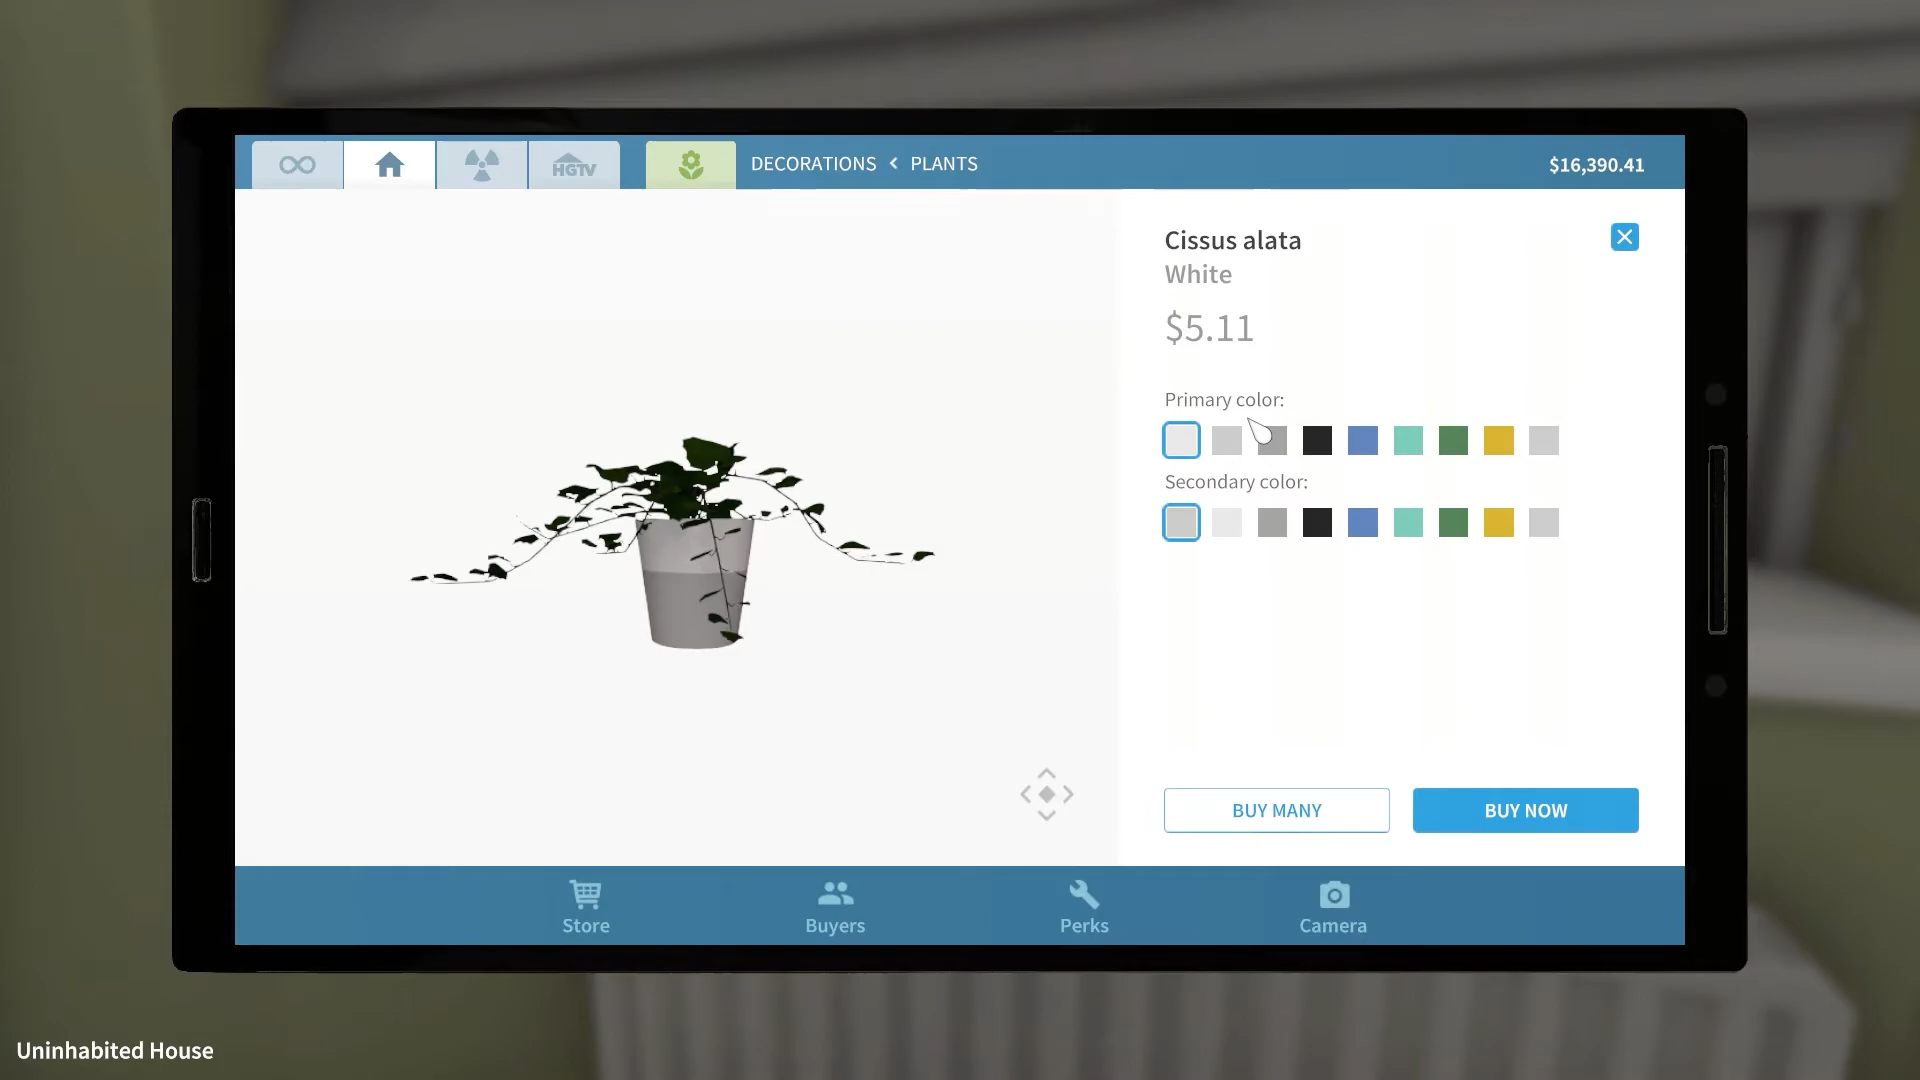 HGTV
DECORATIONS < PLANTS
$16,390.41
Cissus alata
White
$5.11
Primary color:
Secondary color:
BUY MANY
BUY NOW
Store
Buyers
Perks
Camera
Uninhabited House